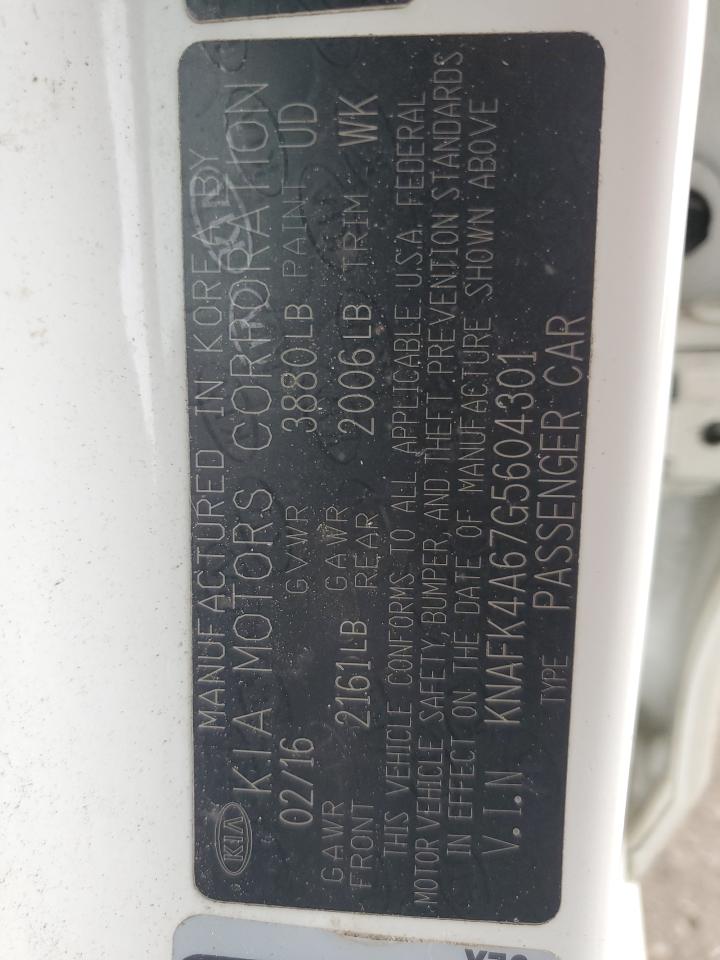 MANUFACTURED IN KOREA BY
KIA KIA MOTORS CORPORATION
02/16 GVWR 3880LB PAINT UD
GAWR FRONT 2161LB GAWR REAR 2006LB TRIM WK
THIS VEHICLE CONFORMS TO ALL APPLICABLE U.S.A. FEDERAL
MOTOR VEHICLE SAFETY, BUMPER, AND THEFT PREVENTION STANDARDS
IN EFFECT ON THE DATE OF MANUFACTURE SHOWN ABOVE
V.I.N KNAFK4A67G5604301
TYPE PASSENGER CAR